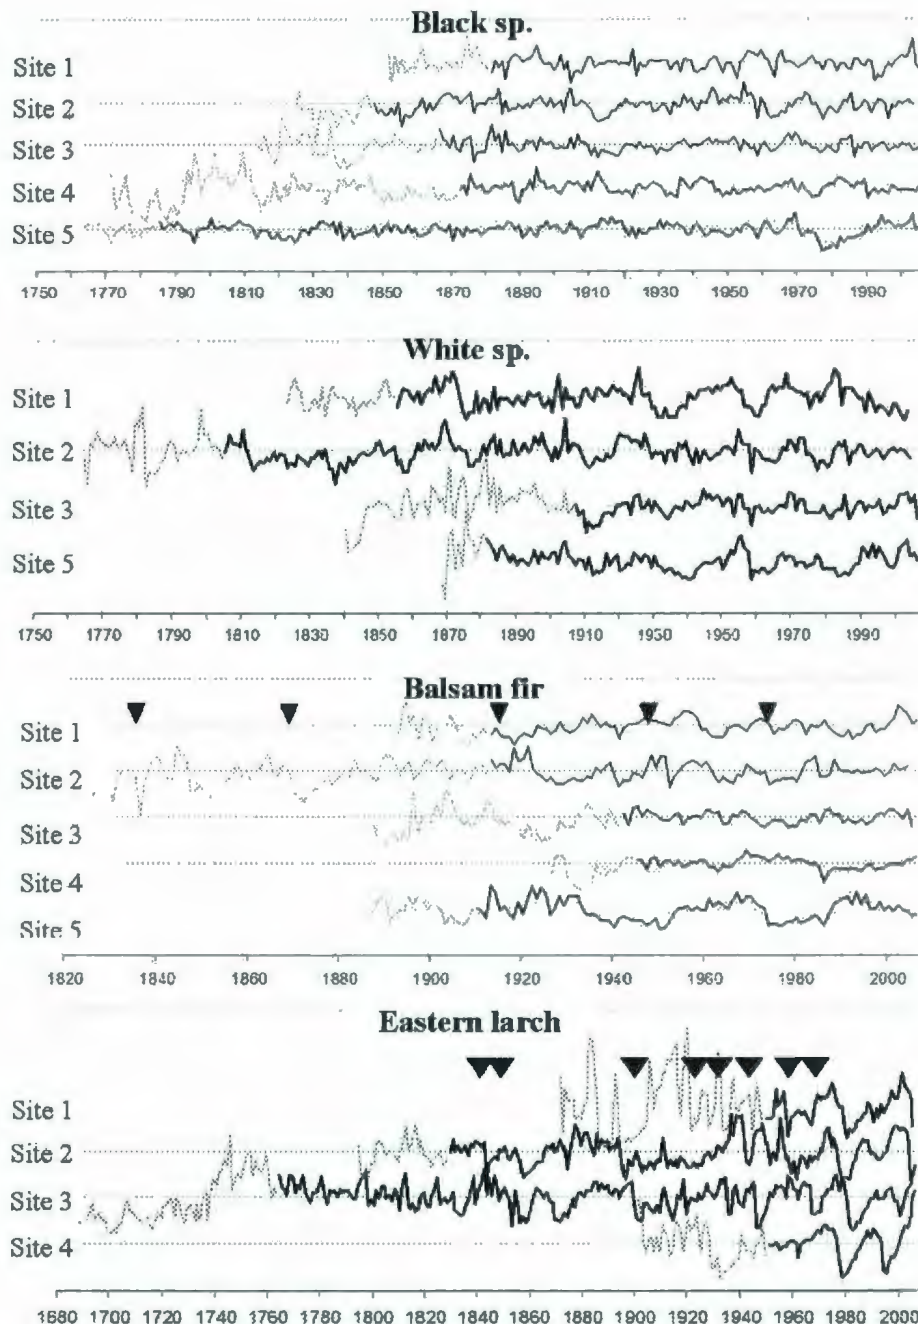 Black sp.
Site 1
Site 2
Site 3
Site 4
Site 5
1750 1770 1790 1810 1830 1850 1870 1890 1910 1930 1950 1970 1990
White sp.
Site 1
Site 2
Site 3
Site 5
1750 1770 1790 1810 1830 1850 1870 1890 1910 1930 1950 1970 1990
Balsam fir
Site 1
Site 2
Site 3
Site 4
Site 5
1820 1840 1860 1880 1900 1920 1940 1960 1980 2000
Eastern larch
Site 1
Site 2
Site 3
Site 4
1680 1700 1720 1740 1760 1780 1800 1820 1840 1860 1880 1900 1920 1940 1960 1980 2000